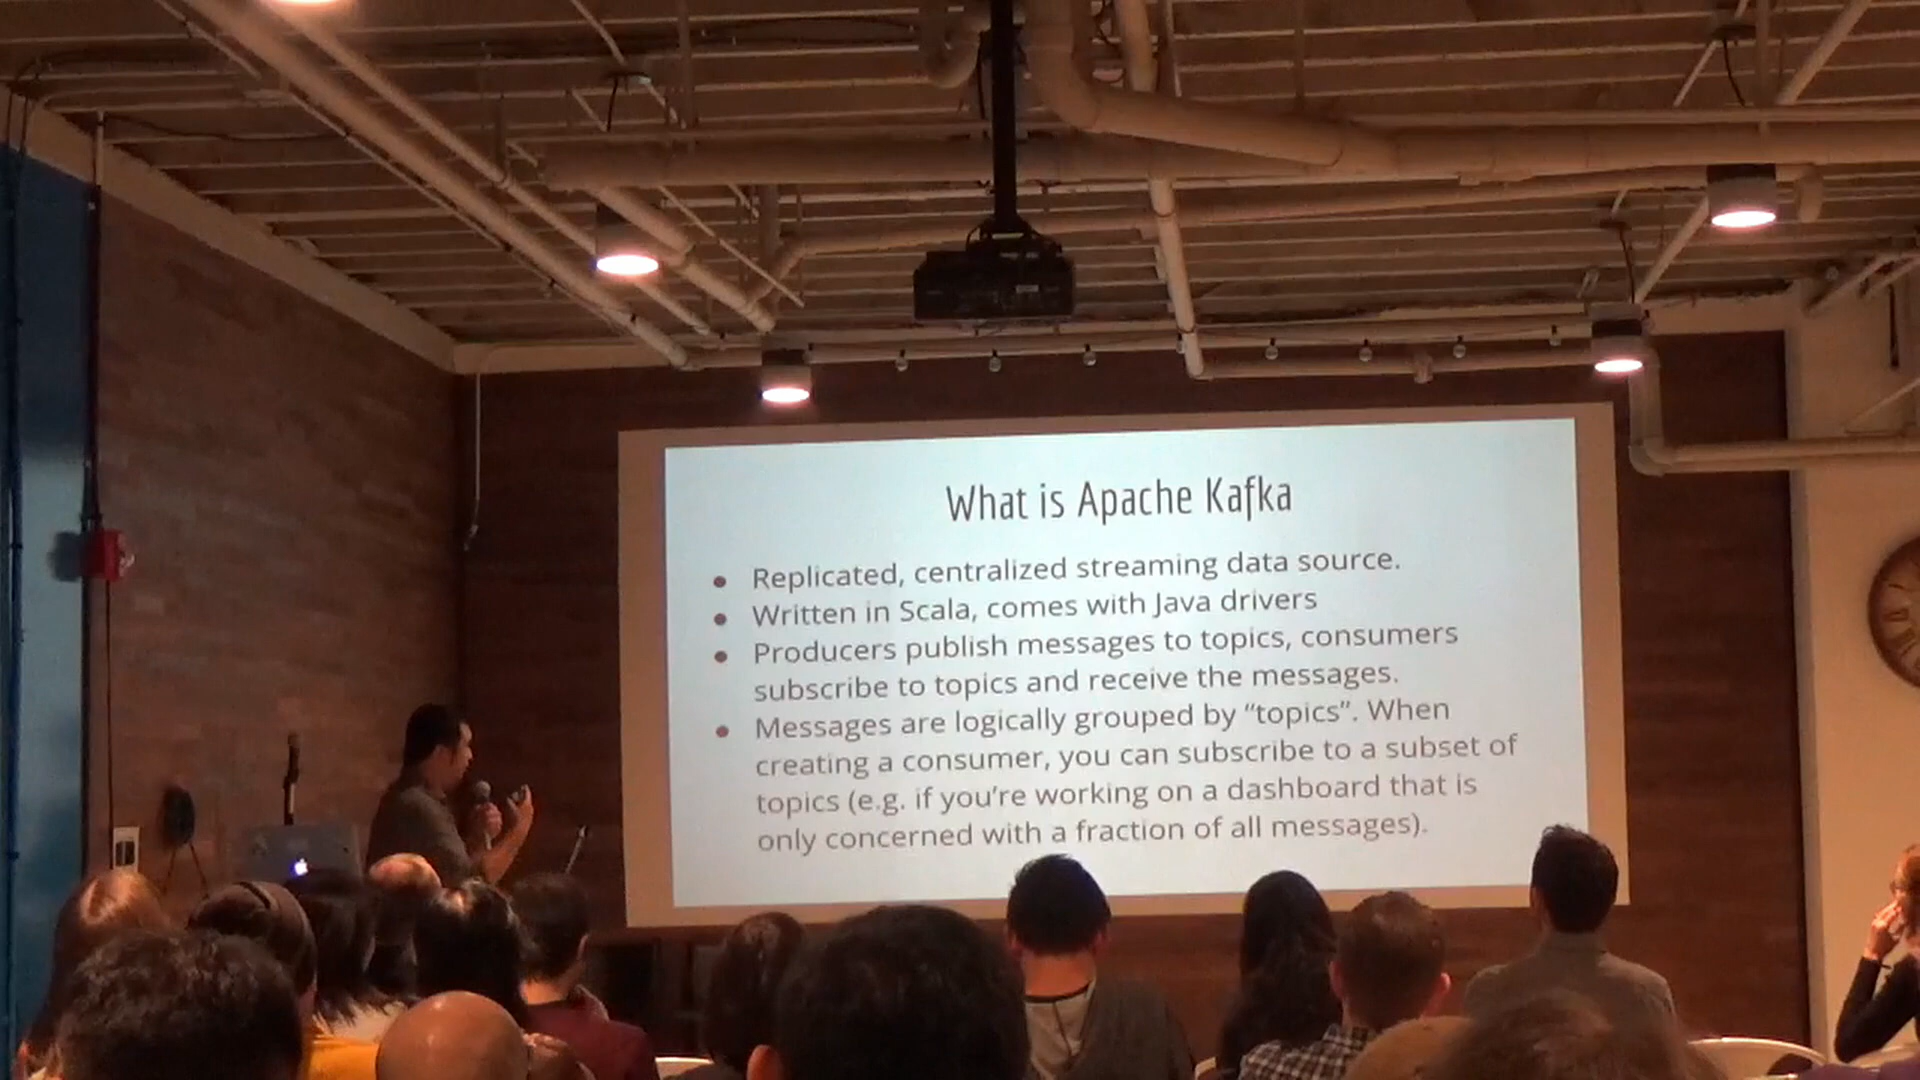 What is Apache Kafka
● Replicated, centralized streaming data source.
● Written in Scala, comes with Java drivers
● Producers publish messages to topics, consumers
subscribe to topics and receive the messages.
● Messages are logically grouped by “topics”. When
creating a consumer, you can subscribe to a subset of
topics (e.g. if you’re working on a dashboard that is
only concerned with a fraction of all messages).